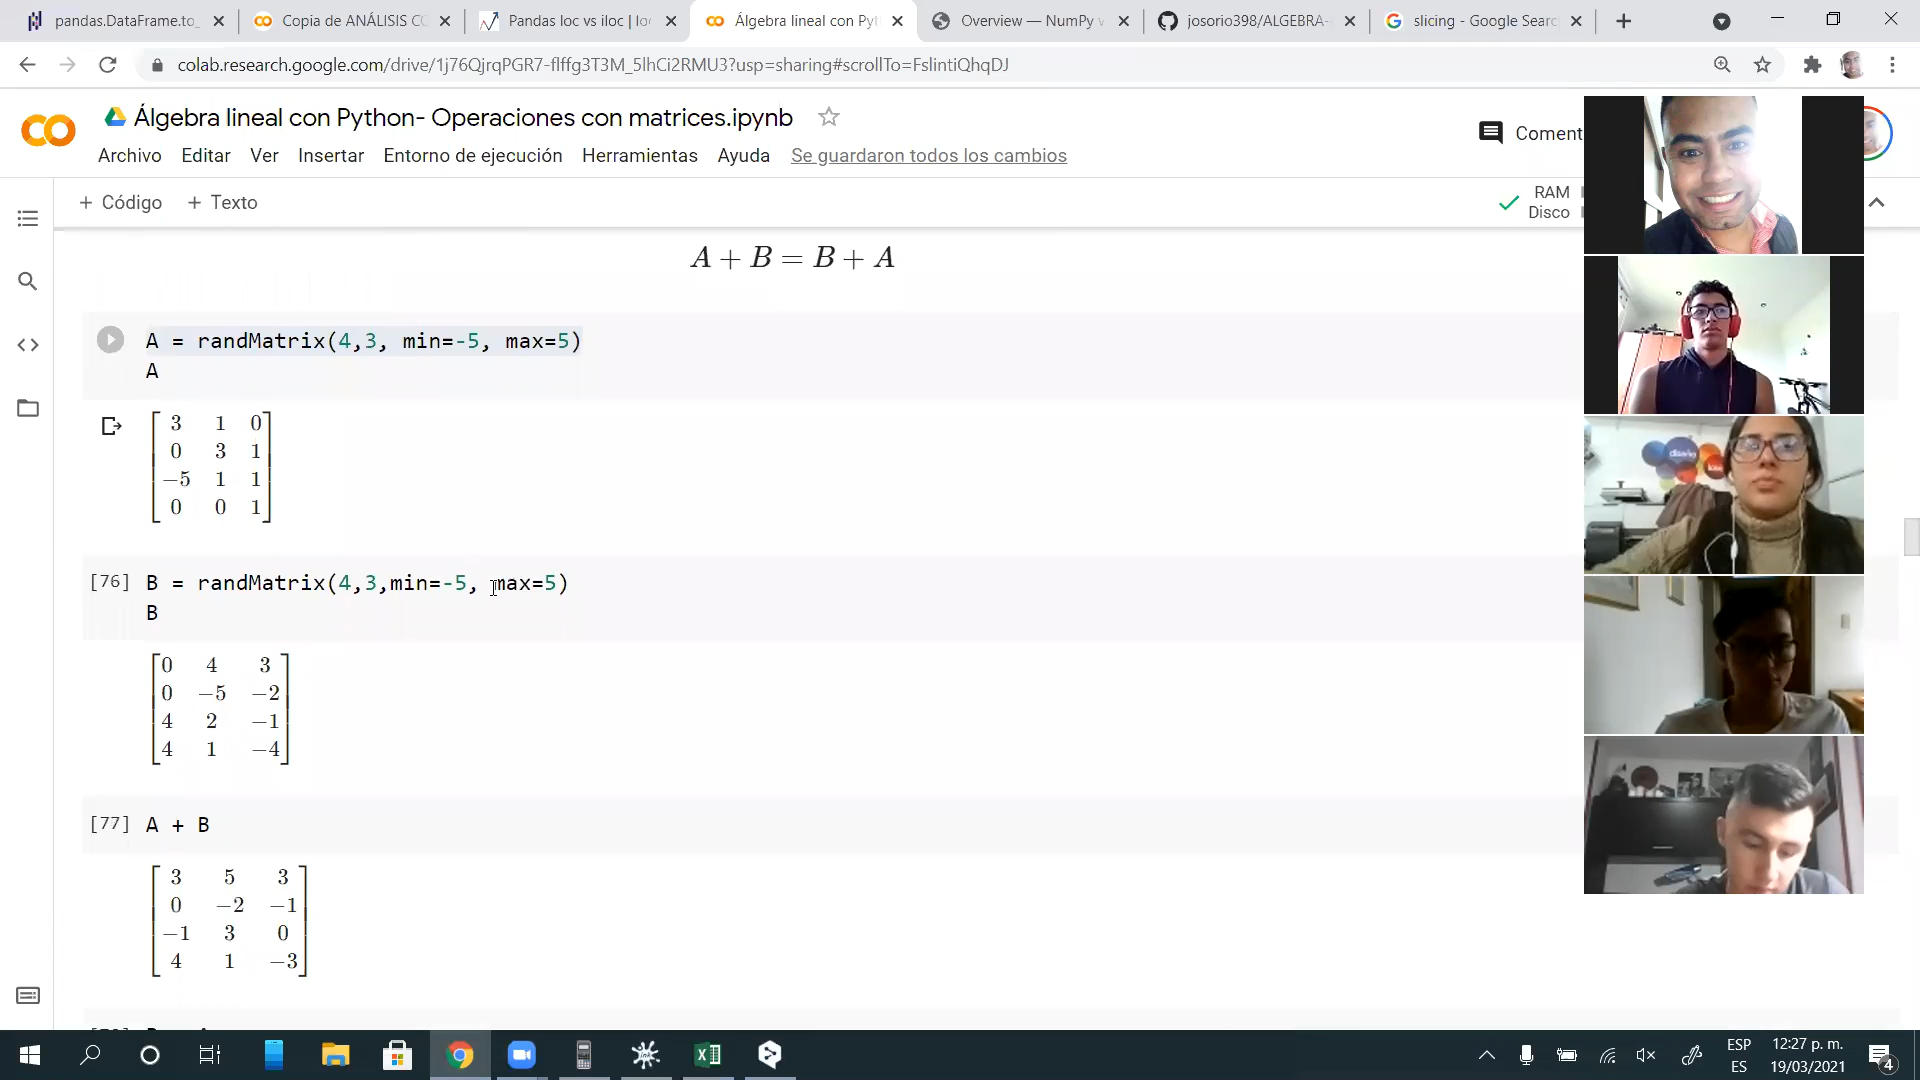 pandas.DataFrame.to_
Copia de ANÁLISIS CO
Pandas loc vs iloc | loc
Álgebra lineal con Pyt
Overview — NumPy v
josorio398/ALGEBRA-
slicing - Google Searc
colab.research.google.com/drive/1j76QjrqPGR7-flffg3T3M_5lhCi2RMU3?usp=sharing#scrollTo=FslintiQhqDJ
Álgebra lineal con Python- Operaciones con matrices.ipynb
Coment
Archivo Editar Ver Insertar Entorno de ejecución Herramientas Ayuda Se guardaron todos los cambios
+ Código + Texto
RAM
Disco
A + B = B + A
A = randMatrix(4,3, min=-5, max=5)
A
3 1 0
0 3 1
−5 1 1
0 0 1
[76] B = randMatrix(4,3,min=-5, max=5)
B
0 4 3
0 −5 −2
4 2 −1
4 1 −4
[77] A + B
3 5 3
0 −2 −1
−1 3 0
4 1 −3
ESP
ES
12:27 p. m.
19/03/2021
4